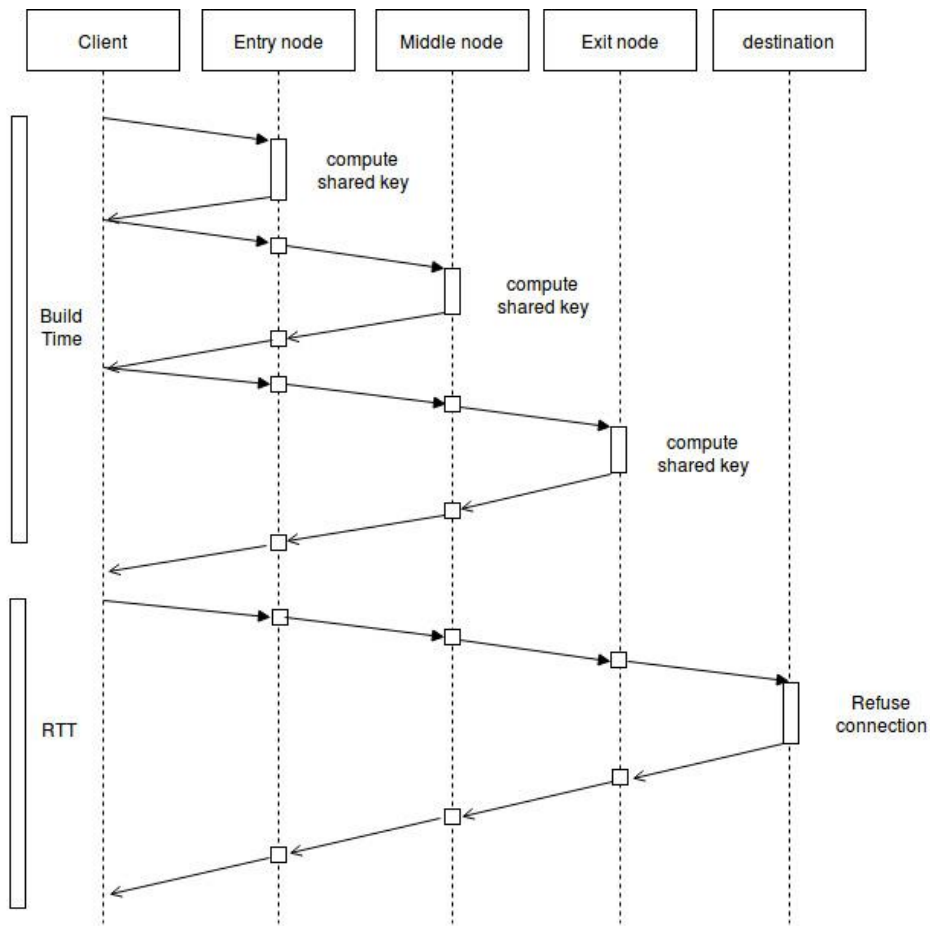 Client
Entry node
Middle node
Exit node
destination
compute
shared key
compute
shared key
Build
Time
compute
shared key
RTT
Refuse
connection